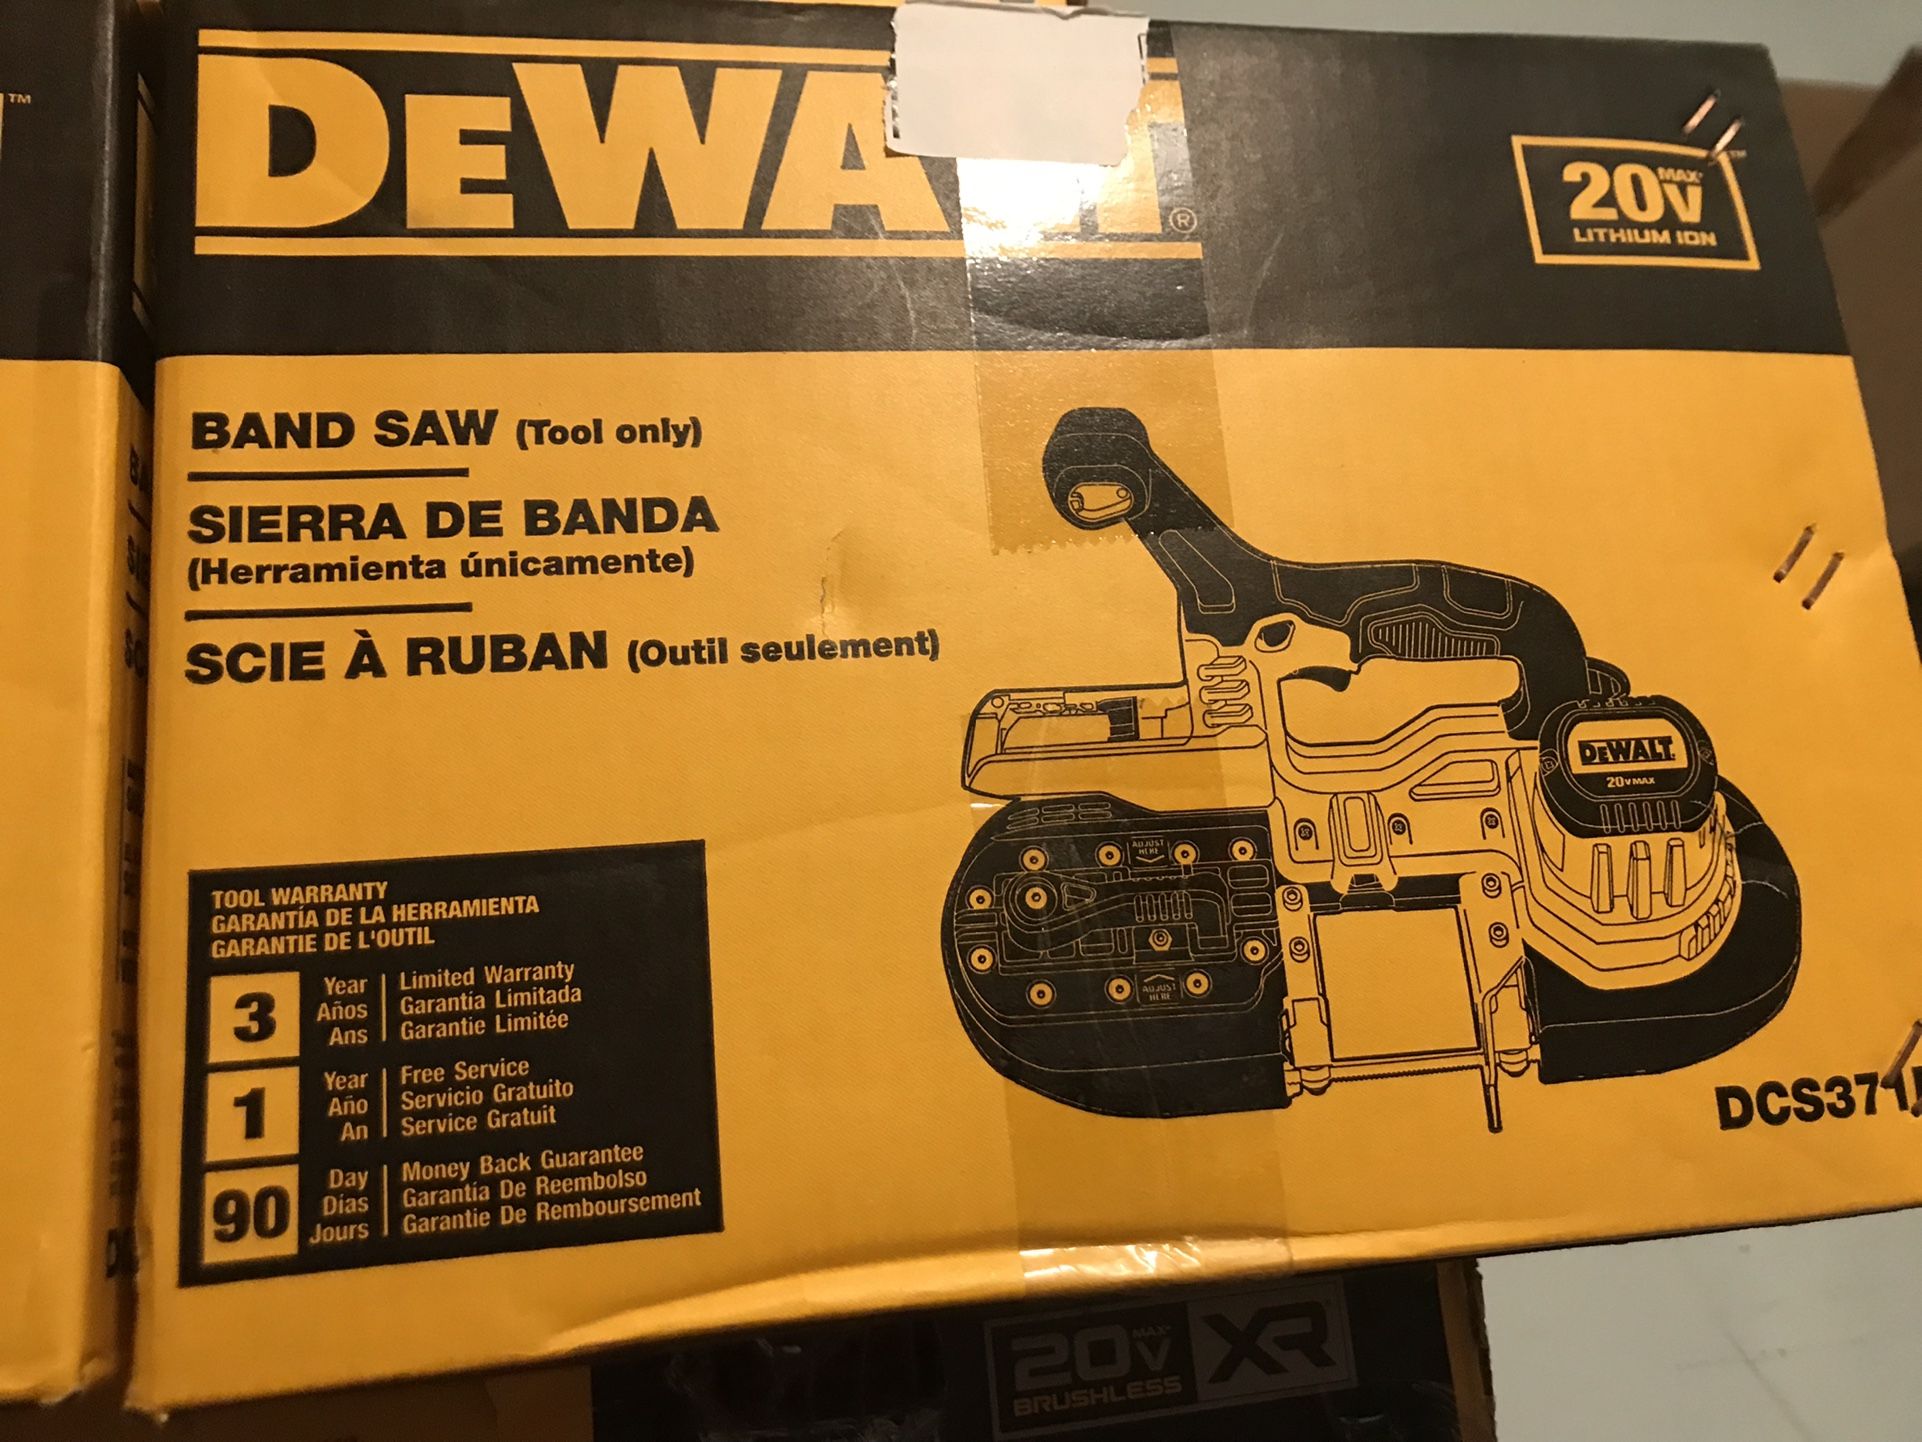 DEWALT®
20V MAX* ™
LITHIUM ION
BAND SAW (Tool only)
SIERRA DE BANDA
(Herramienta únicamente)
SCIE À RUBAN (Outil seulement)
DEWALT
20V MAX
ADJUST
HERE
ADJUST
HERE
TOOL WARRANTY
GARANTÍA DE LA HERRAMIENTA
GARANTIE DE L'OUTIL
3 Year Años Ans
Limited Warranty
Garantía Limitada
Garantie Limitée
1 Year Año An
Free Service
Servicio Gratuito
Service Gratuit
90 Day Días Jours
Money Back Guarantee
Garantía De Reembolso
Garantie De Remboursement
DCS371
20V MAX* XR
BRUSHLESS
™